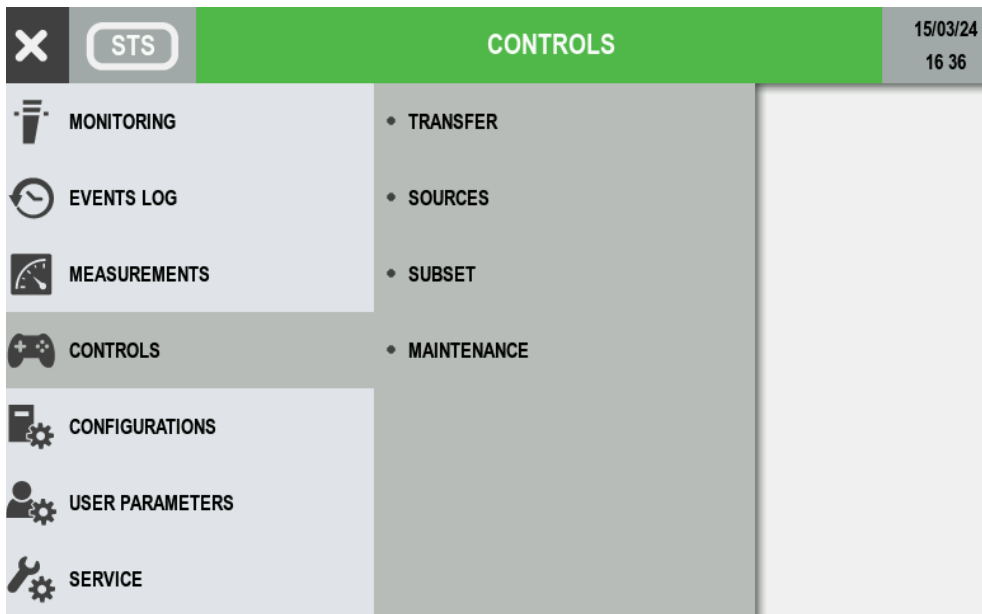 STS
CONTROLS
15/03/24
16 36
MONITORING
EVENTS LOG
MEASUREMENTS
CONTROLS
CONFIGURATIONS
USER PARAMETERS
SERVICE
TRANSFER
SOURCES
SUBSET
MAINTENANCE